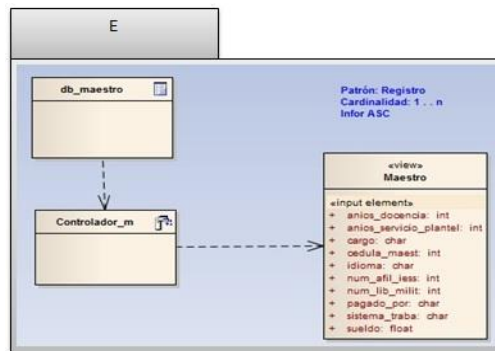 E
db_maestro
Patrón: Registro
Cardinalidad: 1 . . n
Infor ASC
«view»
Maestro
Controlador_m
«input element»
+ anios_docencia: int
+ anios_servicio_plantel: int
+ cargo: char
+ cedula_maest: int
+ idioma: char
+ num_afil_iess: int
+ num_lib_milit: int
+ pagado_por: char
+ sistema_traba: char
+ sueldo: float